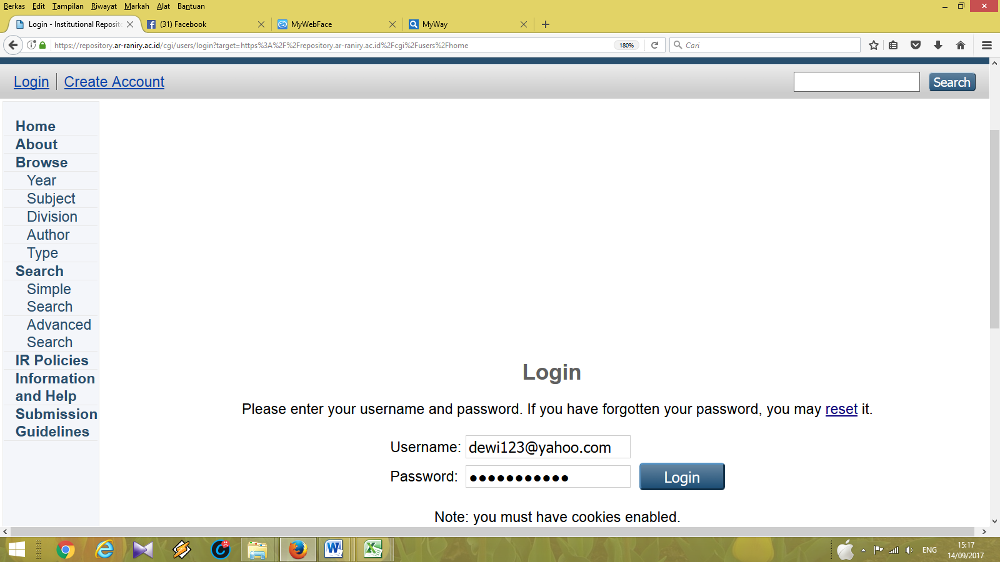 Berkas Edit Tampilan Riwayat Markah Alat Bantuan
Login - Institutional Reposito (31) Facebook MyWebFace MyWay
https://repository.ar-raniry.ac.id/cgi/users/login?target=https%3A%2F%2Frepository.ar-raniry.ac.id%2Fcgi%2Fusers%2Fhome 180% Cari
Login Create Account Search
Home
About
Browse
Year
Subject
Division
Author
Type
Search
Simple
Search
Advanced
Search
IR Policies
Information
and Help
Submission
Guidelines
Login
Please enter your username and password. If you have forgotten your password, you may reset it.
Username: dewi123@yahoo.com
Password: ●●●●●●●●●●● Login
Note: you must have cookies enabled.
ENG 15:17
14/09/2017